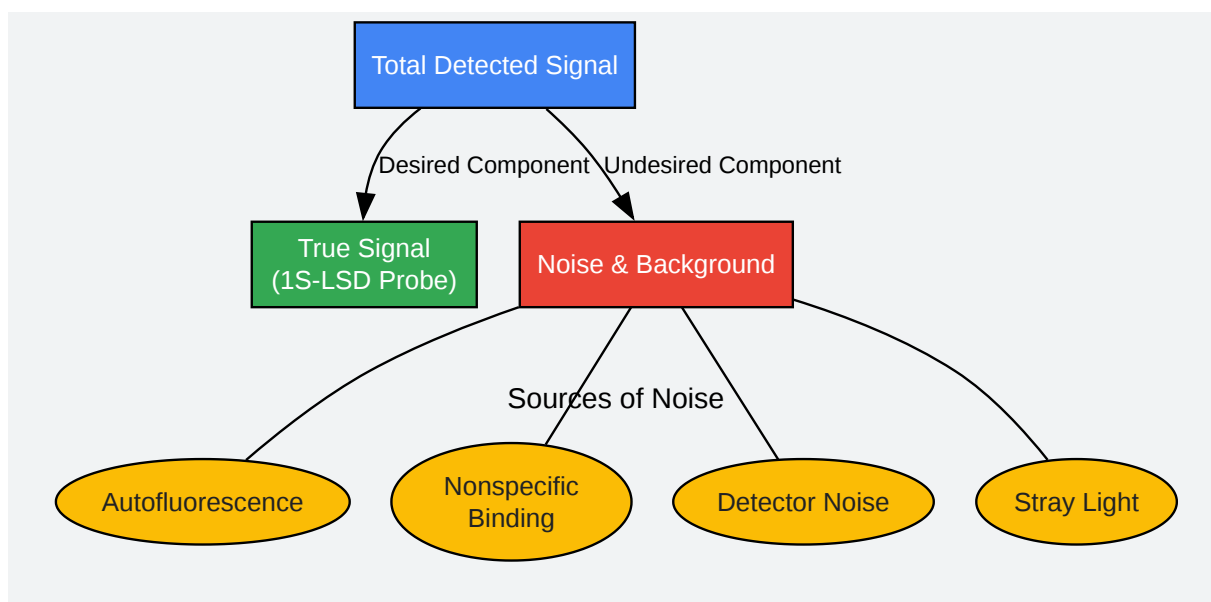 Total Detected Signal
Desired Component
Undesired Component
True Signal
(1S-LSD Probe)
Noise & Background
Sources of Noise
Autofluorescence
Nonspecific
Binding
Detector Noise
Stray Light